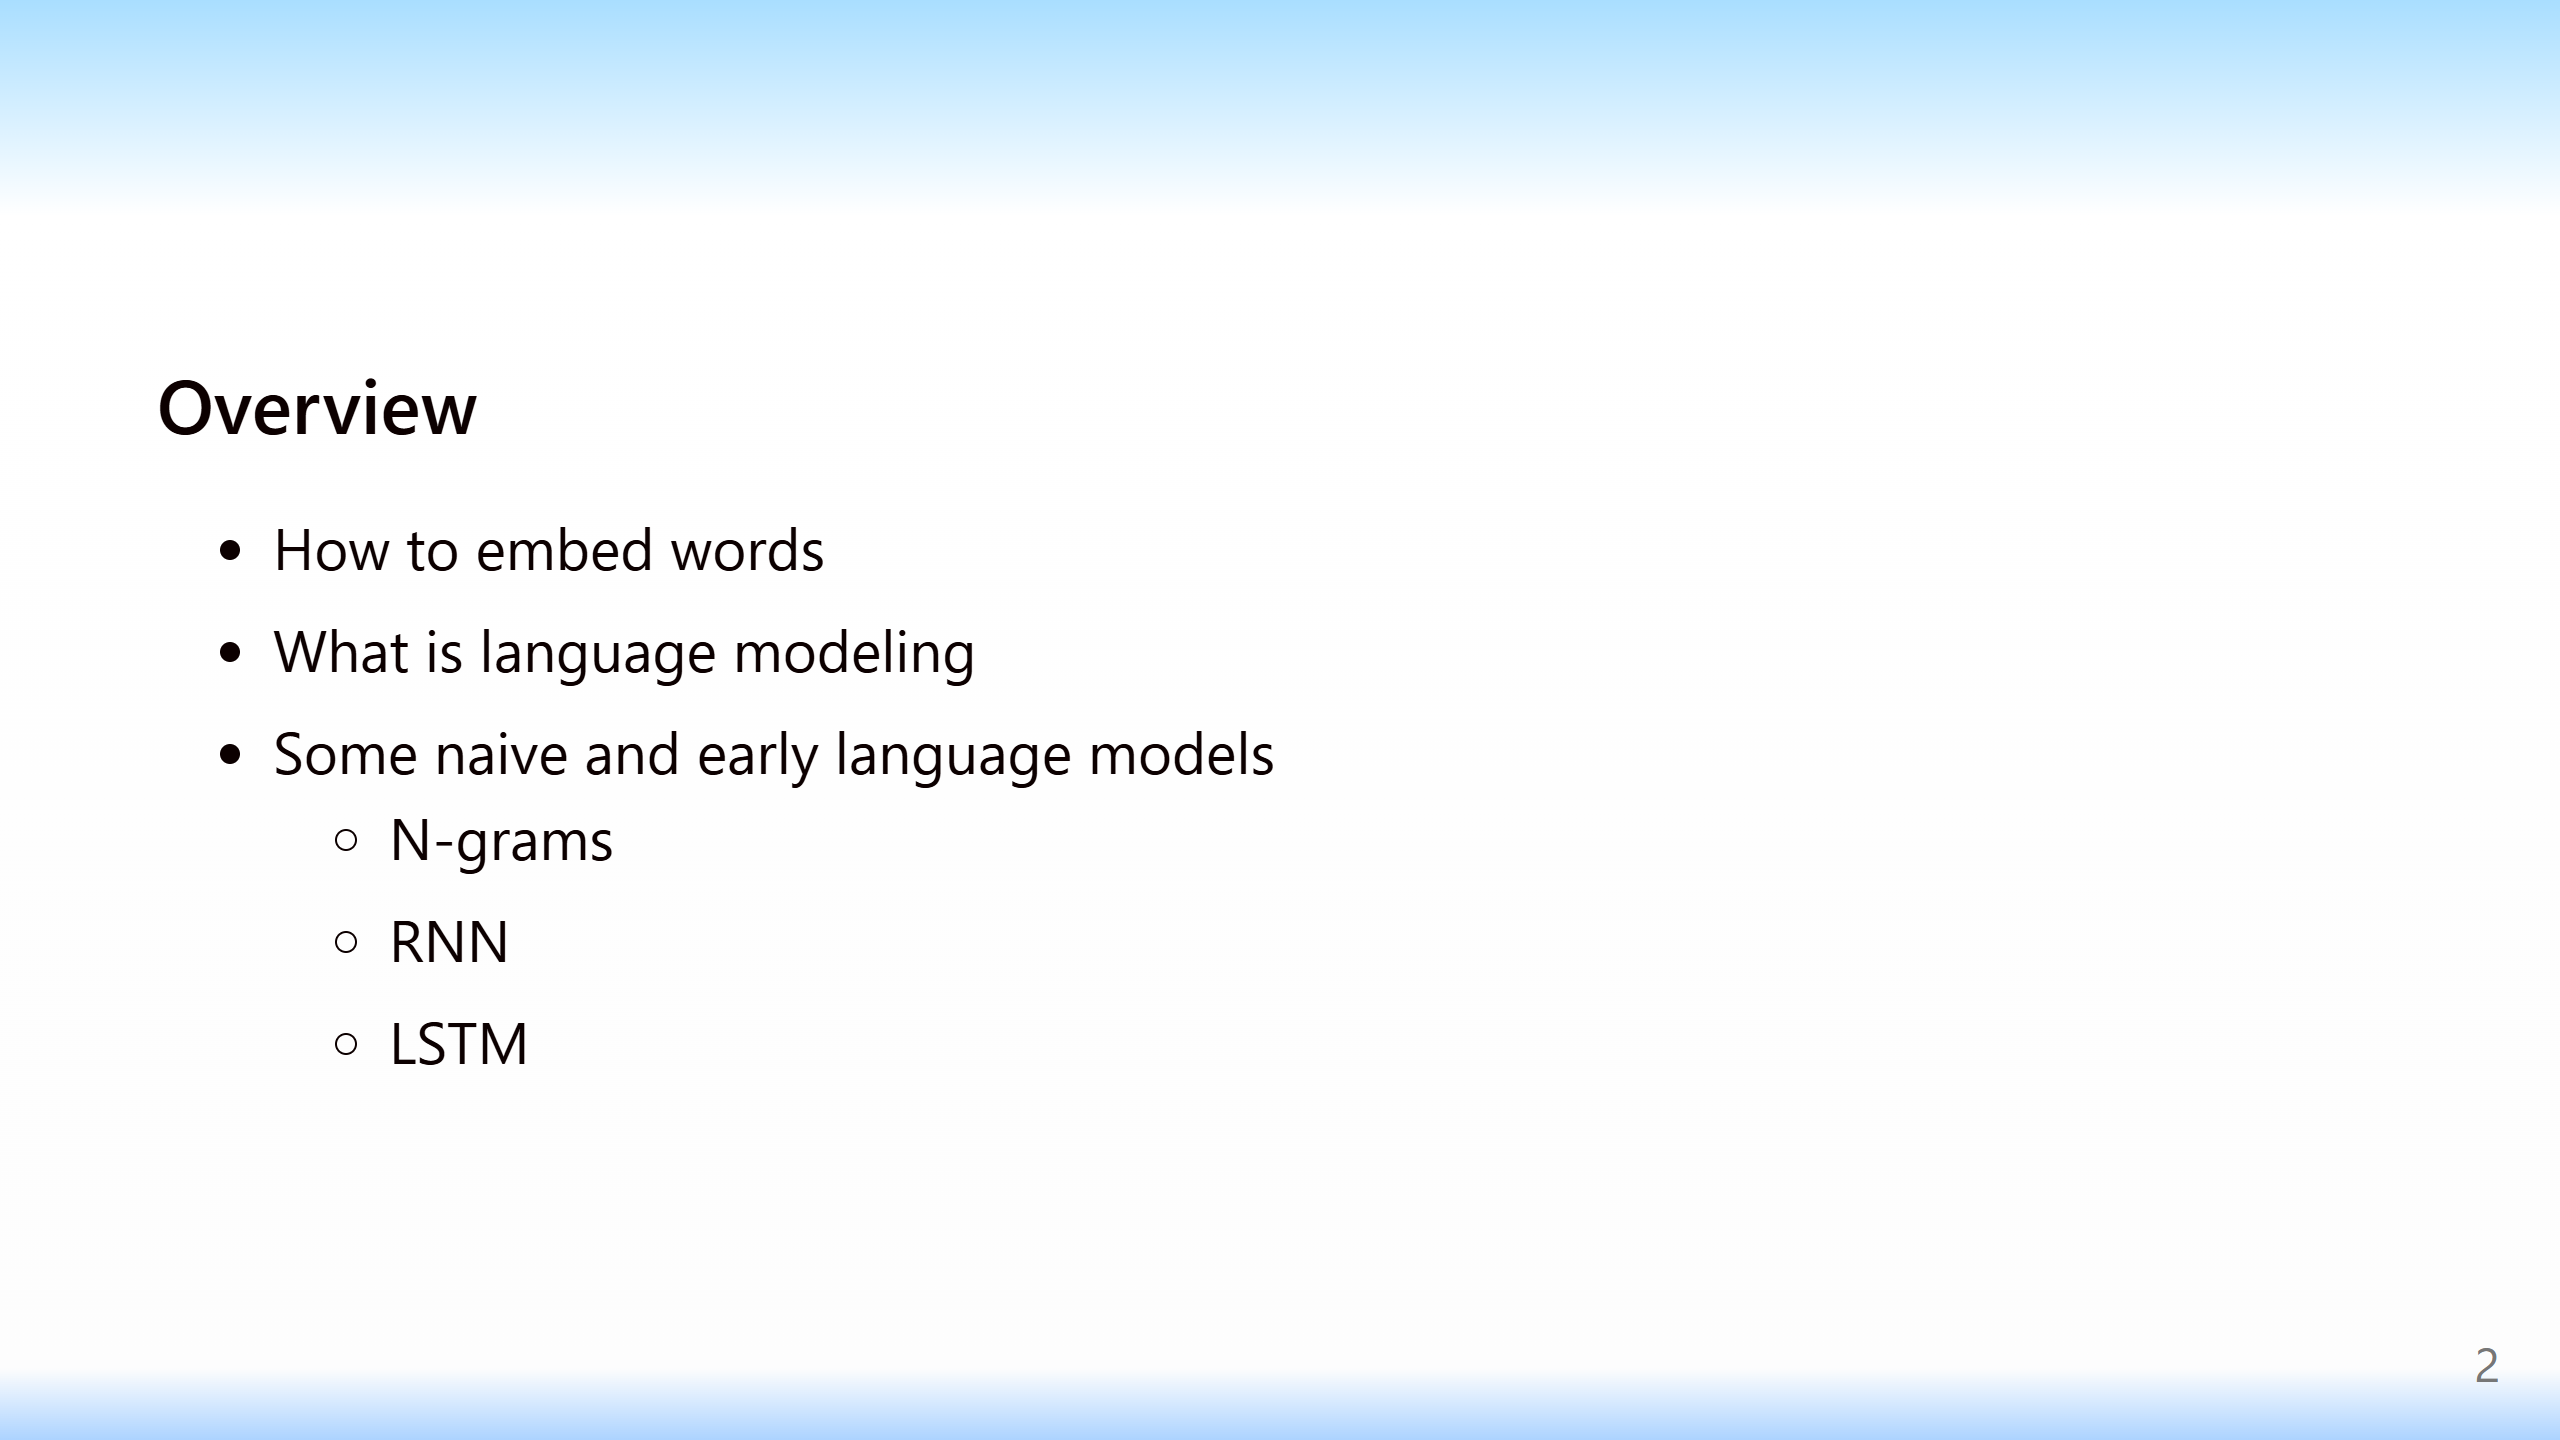 Overview
• How to embed words
• What is language modeling
• Some naive and early language models
○ N-grams
○ RNN
○ LSTM
2